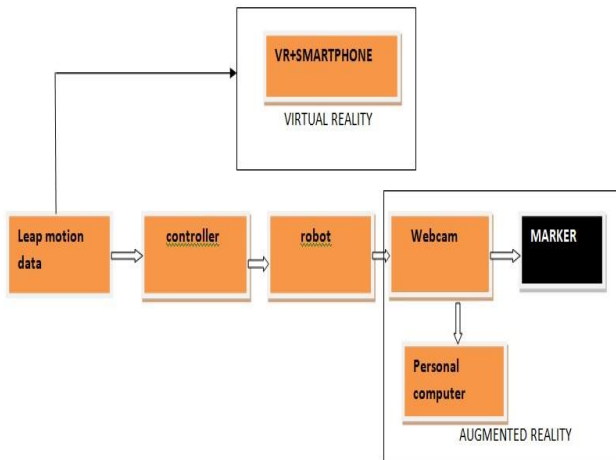 VR+SMARTPHONE
VIRTUAL REALITY
Leap motion
data
controller
robot
Webcam
MARKER
Personal
computer
AUGMENTED REALITY